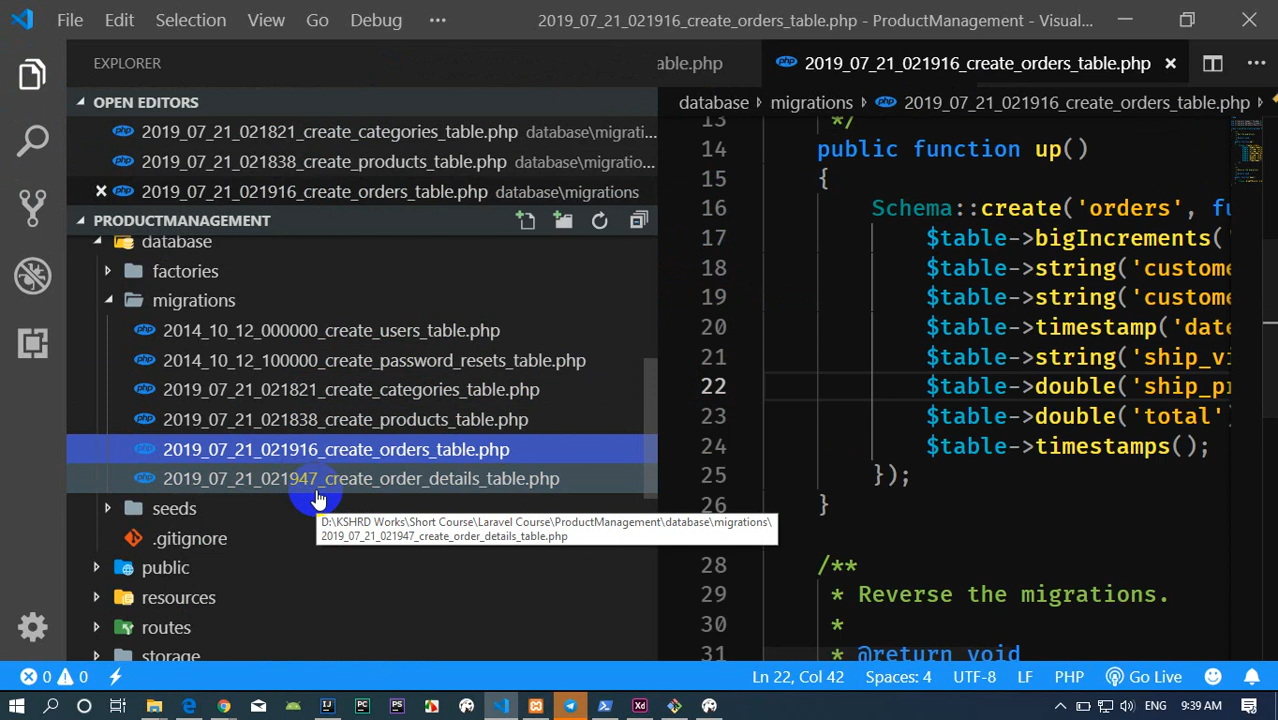 File Edit Selection View Go Debug ··· 2019_07_21_021916_create_orders_table.php - ProductManagement - Visual...
EXPLORER
able.php 2019_07_21_021916_create_orders_table.php
OPEN EDITORS
database > migrations > 2019_07_21_021916_create_orders_table.php
2019_07_21_021821_create_categories_table.php database\migrati...
2019_07_21_021838_create_products_table.php database\migratio...
2019_07_21_021916_create_orders_table.php database\migrations
PRODUCTMANAGEMENT
database
factories
migrations
2014_10_12_000000_create_users_table.php
2014_10_12_100000_create_password_resets_table.php
2019_07_21_021821_create_categories_table.php
2019_07_21_021838_create_products_table.php
2019_07_21_021916_create_orders_table.php
2019_07_21_021947_create_order_details_table.php
D:\KSHRD Works\Short Course\Laravel Course\ProductManagement\database\migrations\
2019_07_21_021947_create_order_details_table.php
seeds
.gitignore
public
resources
routes
storage
13 */
14 public function up()
15 {
16 Schema::create('orders', fu
17 $table->bigIncrements('
18 $table->string('custome
19 $table->string('custome
20 $table->timestamp('date
21 $table->string('ship_vi
22 $table->double('ship_pr
23 $table->double('total'
24 $table->timestamps();
25 });
26 }
28 /**
29 * Reverse the migrations.
30 *
31 * @return void
0 0 Ln 22, Col 42 Spaces: 4 UTF-8 LF PHP Go Live
ENG 9:39 AM